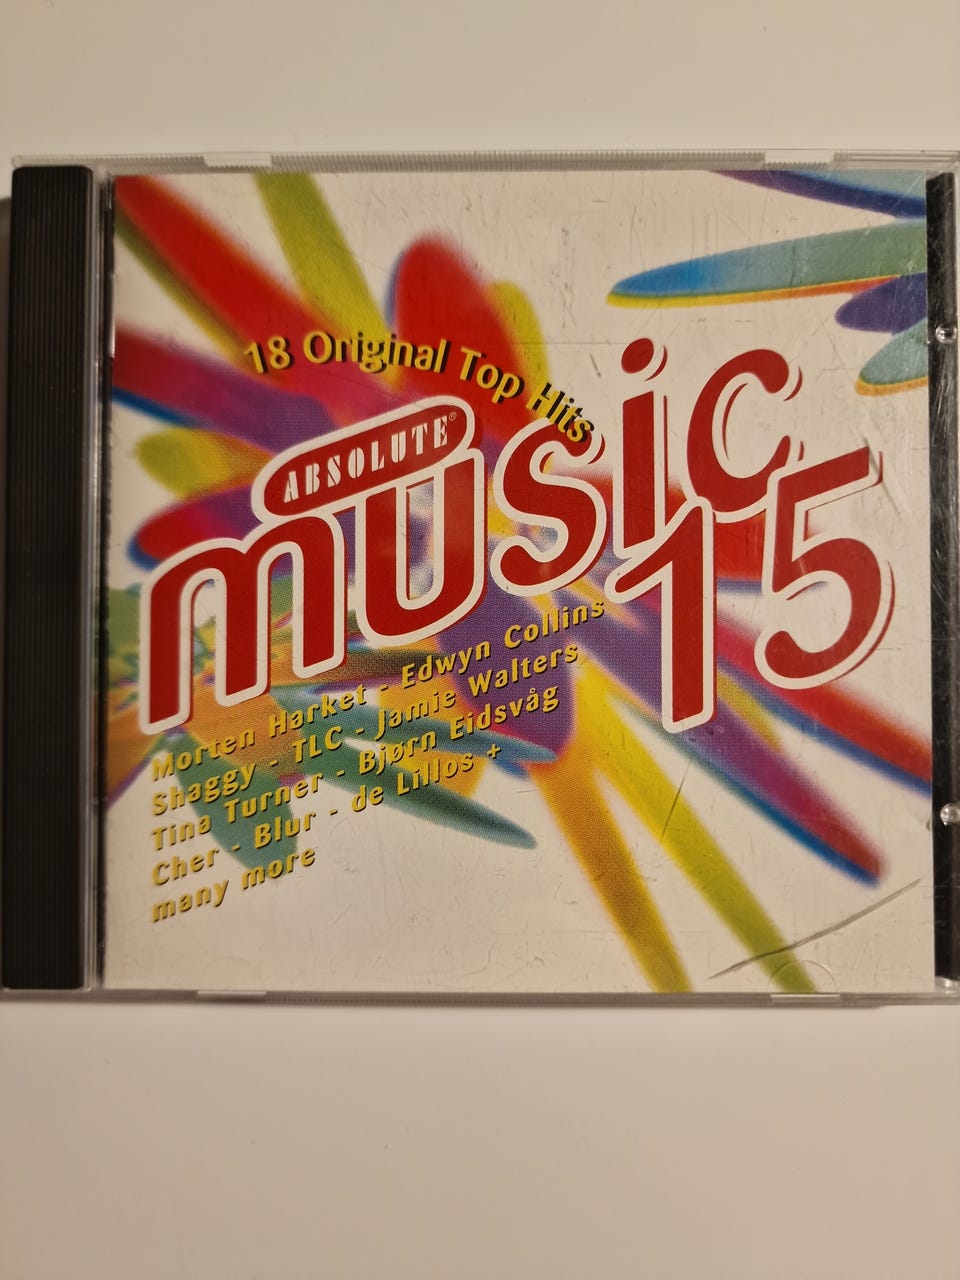 18 Original Top Hits
ABSOLUTE®
music
15
Morten Harket - Edwyn Collins
Shaggy - TLC - Jamie Walters
Tina Turner - Bjørn Eidsvåg
Cher - Blur - de Lillos +
many more